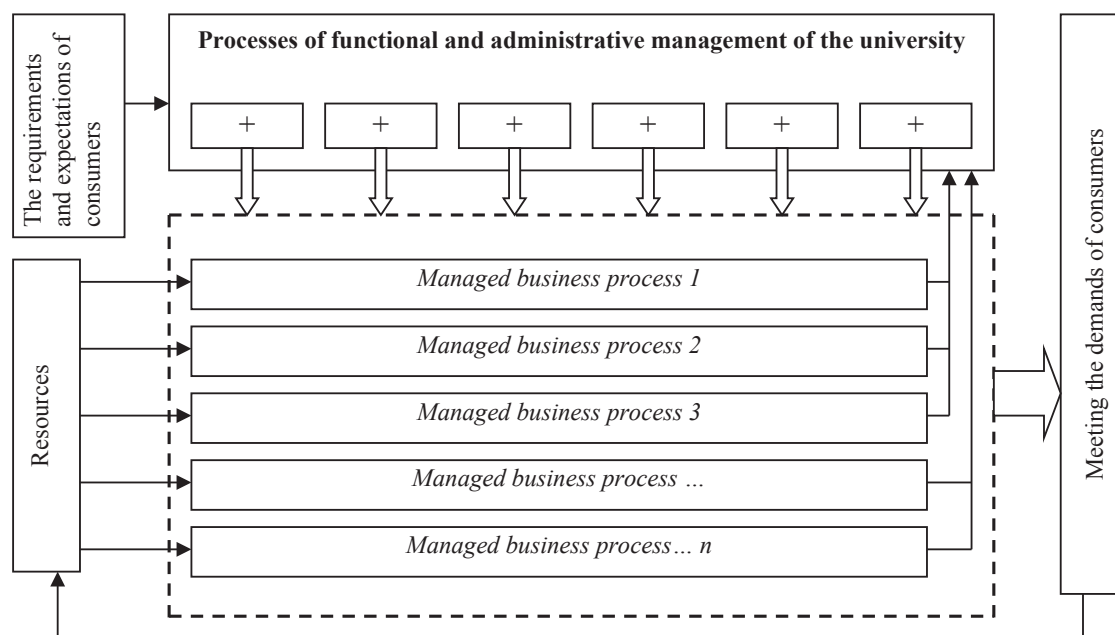 The requirements
and expectations of
consumers
Processes of functional and administrative management of the university
+ + + + + +
Resources
Managed business process 1
Managed business process 2
Managed business process 3
Managed business process ...
Managed business process... n
Meeting the demands of consumers